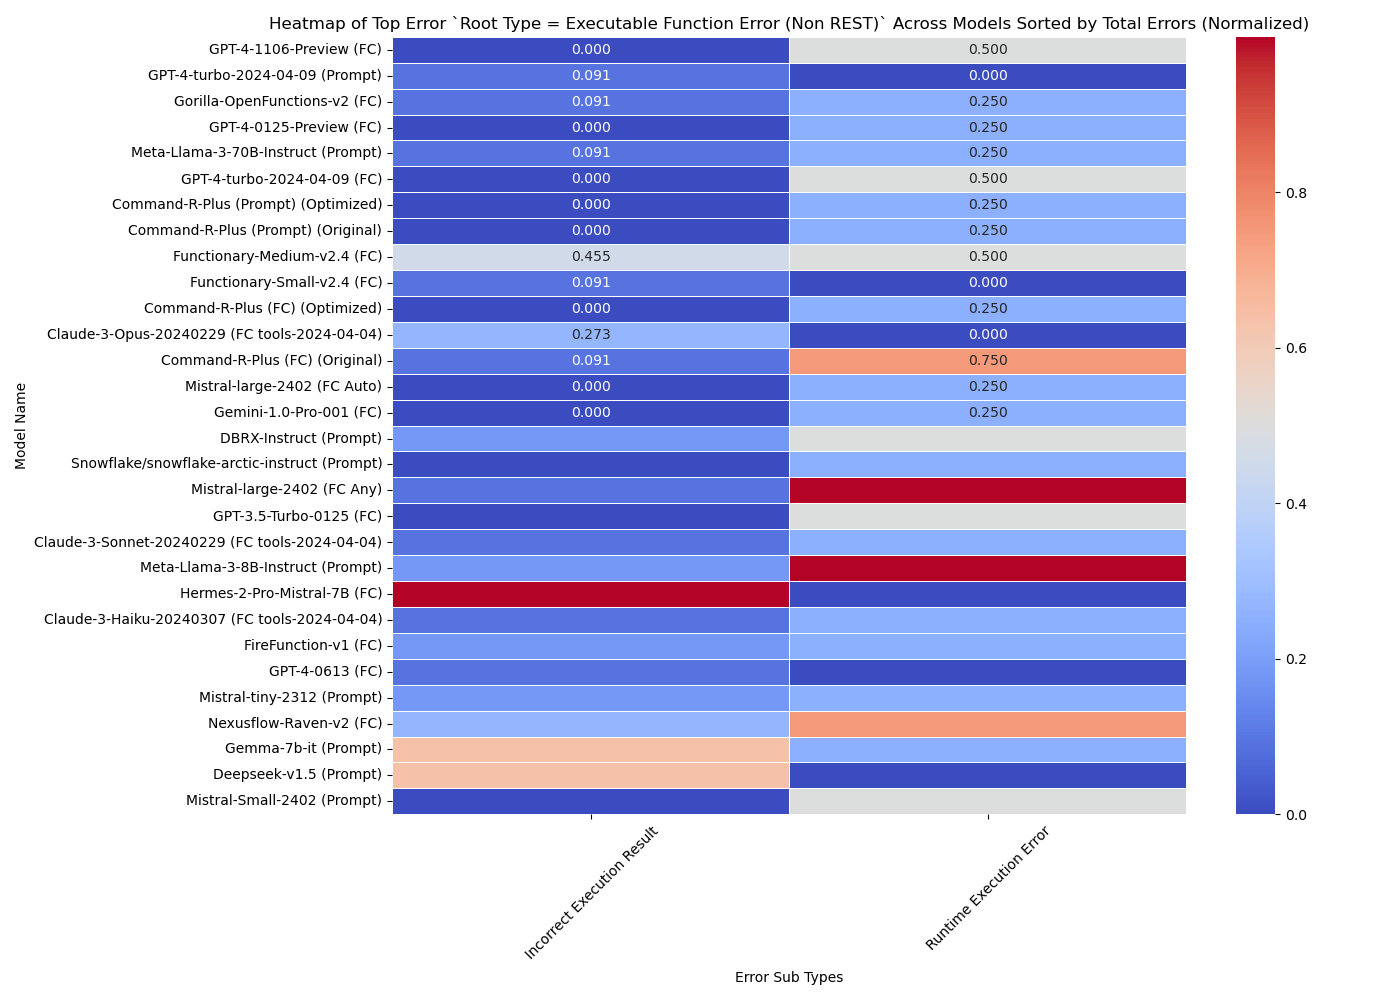 Heatmap of Top Error `Root Type = Executable Function Error (Non REST)` Across Models Sorted by Total Errors (Normalized)
GPT-4-1106-Preview (FC) 0.000 0.500
GPT-4-turbo-2024-04-09 (Prompt) 0.091 0.000
Gorilla-OpenFunctions-v2 (FC) 0.091 0.250
GPT-4-0125-Preview (FC) 0.000 0.250
Meta-Llama-3-70B-Instruct (Prompt) 0.091 0.250
GPT-4-turbo-2024-04-09 (FC) 0.000 0.500
Command-R-Plus (Prompt) (Optimized) 0.000 0.250
Command-R-Plus (Prompt) (Original) 0.000 0.250
Functionary-Medium-v2.4 (FC) 0.455 0.500
Functionary-Small-v2.4 (FC) 0.091 0.000
Command-R-Plus (FC) (Optimized) 0.000 0.250
Claude-3-Opus-20240229 (FC tools-2024-04-04) 0.273 0.000
Command-R-Plus (FC) (Original) 0.091 0.750
Mistral-large-2402 (FC Auto) 0.000 0.250
Gemini-1.0-Pro-001 (FC) 0.000 0.250
DBRX-Instruct (Prompt)
Snowflake/snowflake-arctic-instruct (Prompt)
Mistral-large-2402 (FC Any)
GPT-3.5-Turbo-0125 (FC)
Claude-3-Sonnet-20240229 (FC tools-2024-04-04)
Meta-Llama-3-8B-Instruct (Prompt)
Hermes-2-Pro-Mistral-7B (FC)
Claude-3-Haiku-20240307 (FC tools-2024-04-04)
FireFunction-v1 (FC)
GPT-4-0613 (FC)
Mistral-tiny-2312 (Prompt)
Nexusflow-Raven-v2 (FC)
Gemma-7b-it (Prompt)
Deepseek-v1.5 (Prompt)
Mistral-Small-2402 (Prompt)
Model Name
Incorrect Execution Result
Runtime Execution Error
Error Sub Types
0.8
0.6
0.4
0.2
0.0